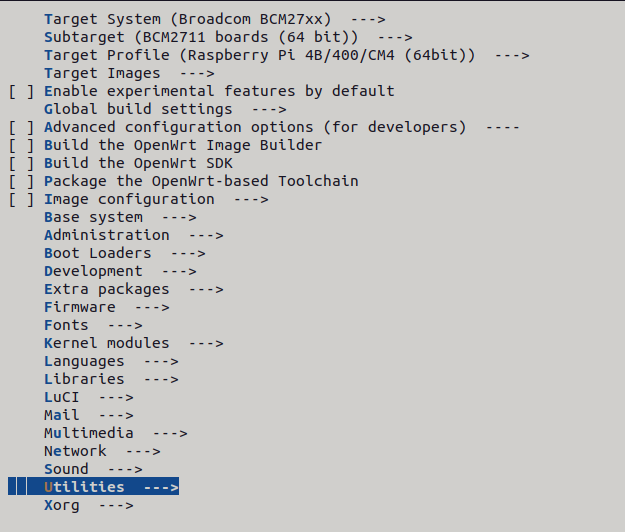 Target System (Broadcom BCM27xx)  --->
Subtarget (BCM2711 boards (64 bit))  --->
Target Profile (Raspberry Pi 4B/400/CM4 (64bit))  --->
Target Images  --->
[ ] Enable experimental features by default
Global build settings  --->
[ ] Advanced configuration options (for developers)  ----
[ ] Build the OpenWrt Image Builder
[ ] Build the OpenWrt SDK
[ ] Package the OpenWrt-based Toolchain
[ ] Image configuration  --->
Base system  --->
Administration  --->
Boot Loaders  --->
Development  --->
Extra packages  --->
Firmware  --->
Fonts  --->
Kernel modules  --->
Languages  --->
Libraries  --->
LuCI  --->
Mail  --->
Multimedia  --->
Network  --->
Sound  --->
Utilities  --->
Xorg  --->